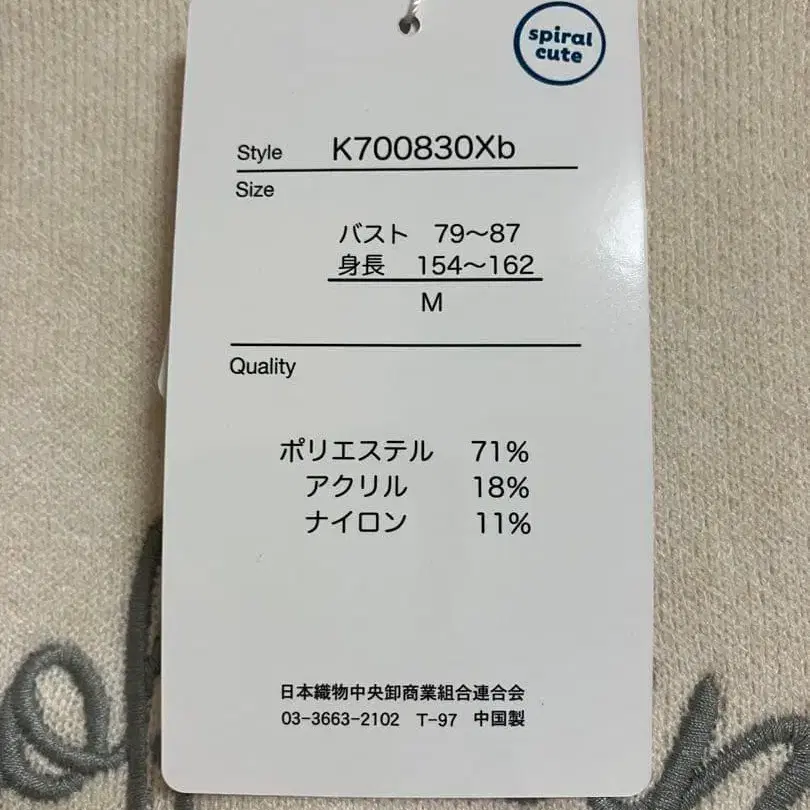 spiral
cute
Style K700830Xb
Size
バスト 79〜87
身長 154〜162
M
Quality
ポリエステル 71%
アクリル 18%
ナイロン 11%
日本織物中央卸商業組合連合会
03-3663-2102 T-97 中国製